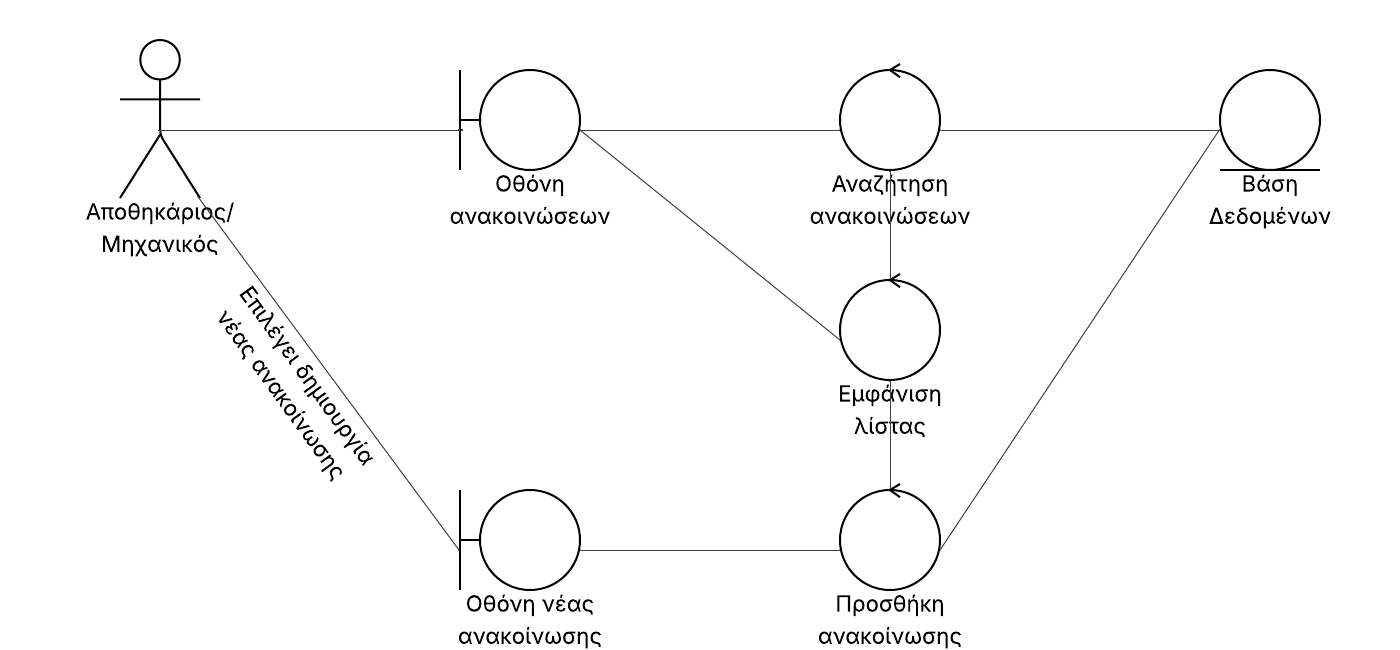 Αποθηκάριος/
Μηχανικός
Οθόνη
ανακοινώσεων
Αναζήτηση
ανακοινώσεων
Βάση
Δεδομένων
Επιλέγει δημιουργία
νέας ανακοίνωσης
Εμφάνιση
λίστας
Οθόνη νέας
ανακοίνωσης
Προσθήκη
ανακοίνωσης